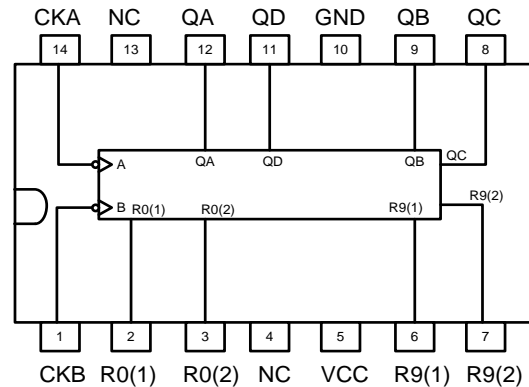 CKA NC QA QD GND QB QC
14 13 12 11 10 9 8
QC
A QA QD QB
R9(2)
B R0(1) R0(2) R9(1)
1 2 3 4 5 6 7
CKB R0(1) R0(2) NC VCC R9(1) R9(2)